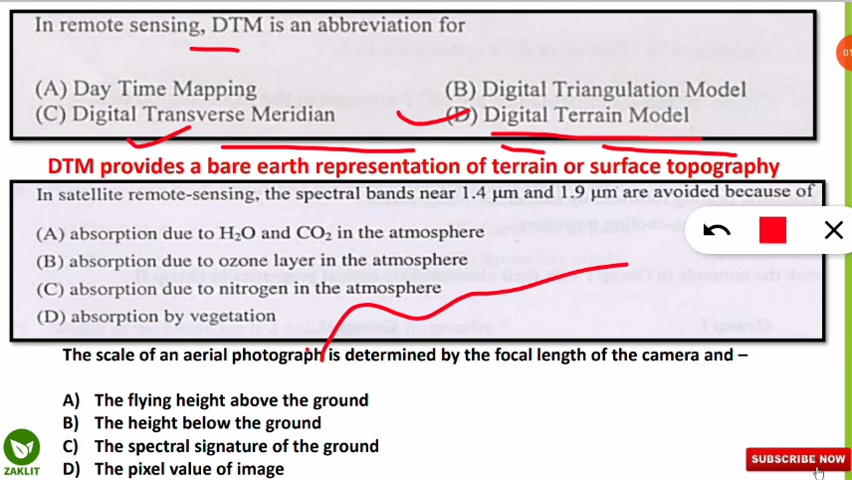 In remote sensing, DTM is an abbreviation for
(A) Day Time Mapping (B) Digital Triangulation Model
(C) Digital Transverse Meridian (D) Digital Terrain Model
DTM provides a bare earth representation of terrain or surface topography
In satellite remote-sensing, the spectral bands near 1.4 μm and 1.9 μm are avoided because of
(A) absorption due to H₂O and CO₂ in the atmosphere
(B) absorption due to ozone layer in the atmosphere
(C) absorption due to nitrogen in the atmosphere
(D) absorption by vegetation
The scale of an aerial photograph is determined by the focal length of the camera and –
A) The flying height above the ground
B) The height below the ground
C) The spectral signature of the ground
D) The pixel value of image
ZAKLIT
SUBSCRIBE NOW